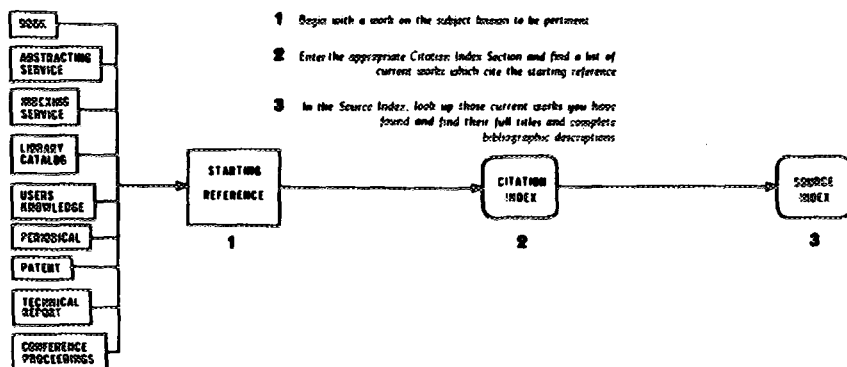 1 Begin with a work on the subject known to be pertinent
2 Enter the appropriate Citation Index Section and find a list of
current works which cite the starting reference
3 In the Source Index, look up those current works you have
found and find their full titles and complete
bibliographic descriptions
BOOK
ABSTRACTING
SERVICE
INDEXING
SERVICE
LIBRARY
CATALOG
USERS
KNOWLEDGE
PERIODICAL
PATENT
TECHNICAL
REPORT
CONFERENCE
PROCEEDINGS
STARTING
REFERENCE
1
CITATION
INDEX
2
SOURCE
INDEX
3